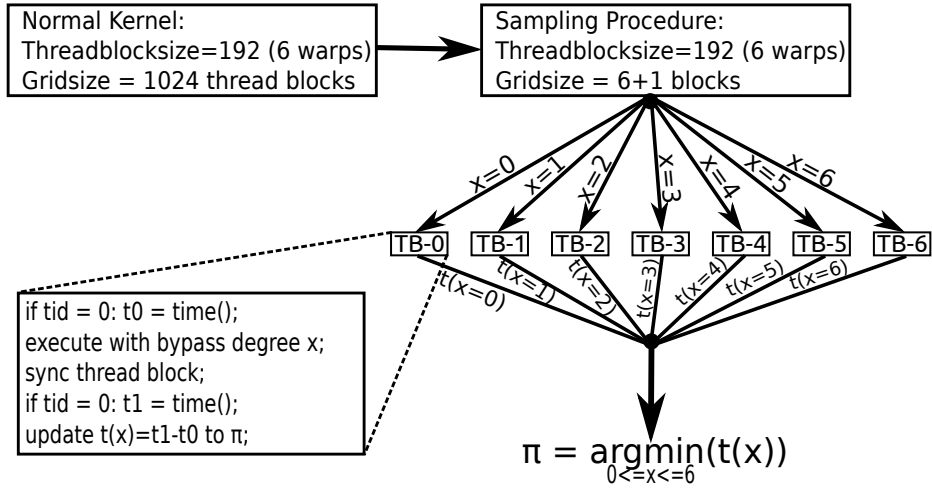 Normal Kernel:
Threadblocksize=192 (6 warps)
Gridsize = 1024 thread blocks
Sampling Procedure:
Threadblocksize=192 (6 warps)
Gridsize = 6+1 blocks
x=0
x=1
x=2
x=3
x=4
x=5
x=6
TB-0
TB-1
TB-2
TB-3
TB-4
TB-5
TB-6
t(x=0)
t(x=1)
t(x=2)
t(x=3)
t(x=4)
t(x=5)
t(x=6)
if tid = 0: t0 = time();
execute with bypass degree x;
sync thread block;
if tid = 0: t1 = time();
update t(x)=t1-t0 to π;
π = argmin(t(x))
0<=x<=6